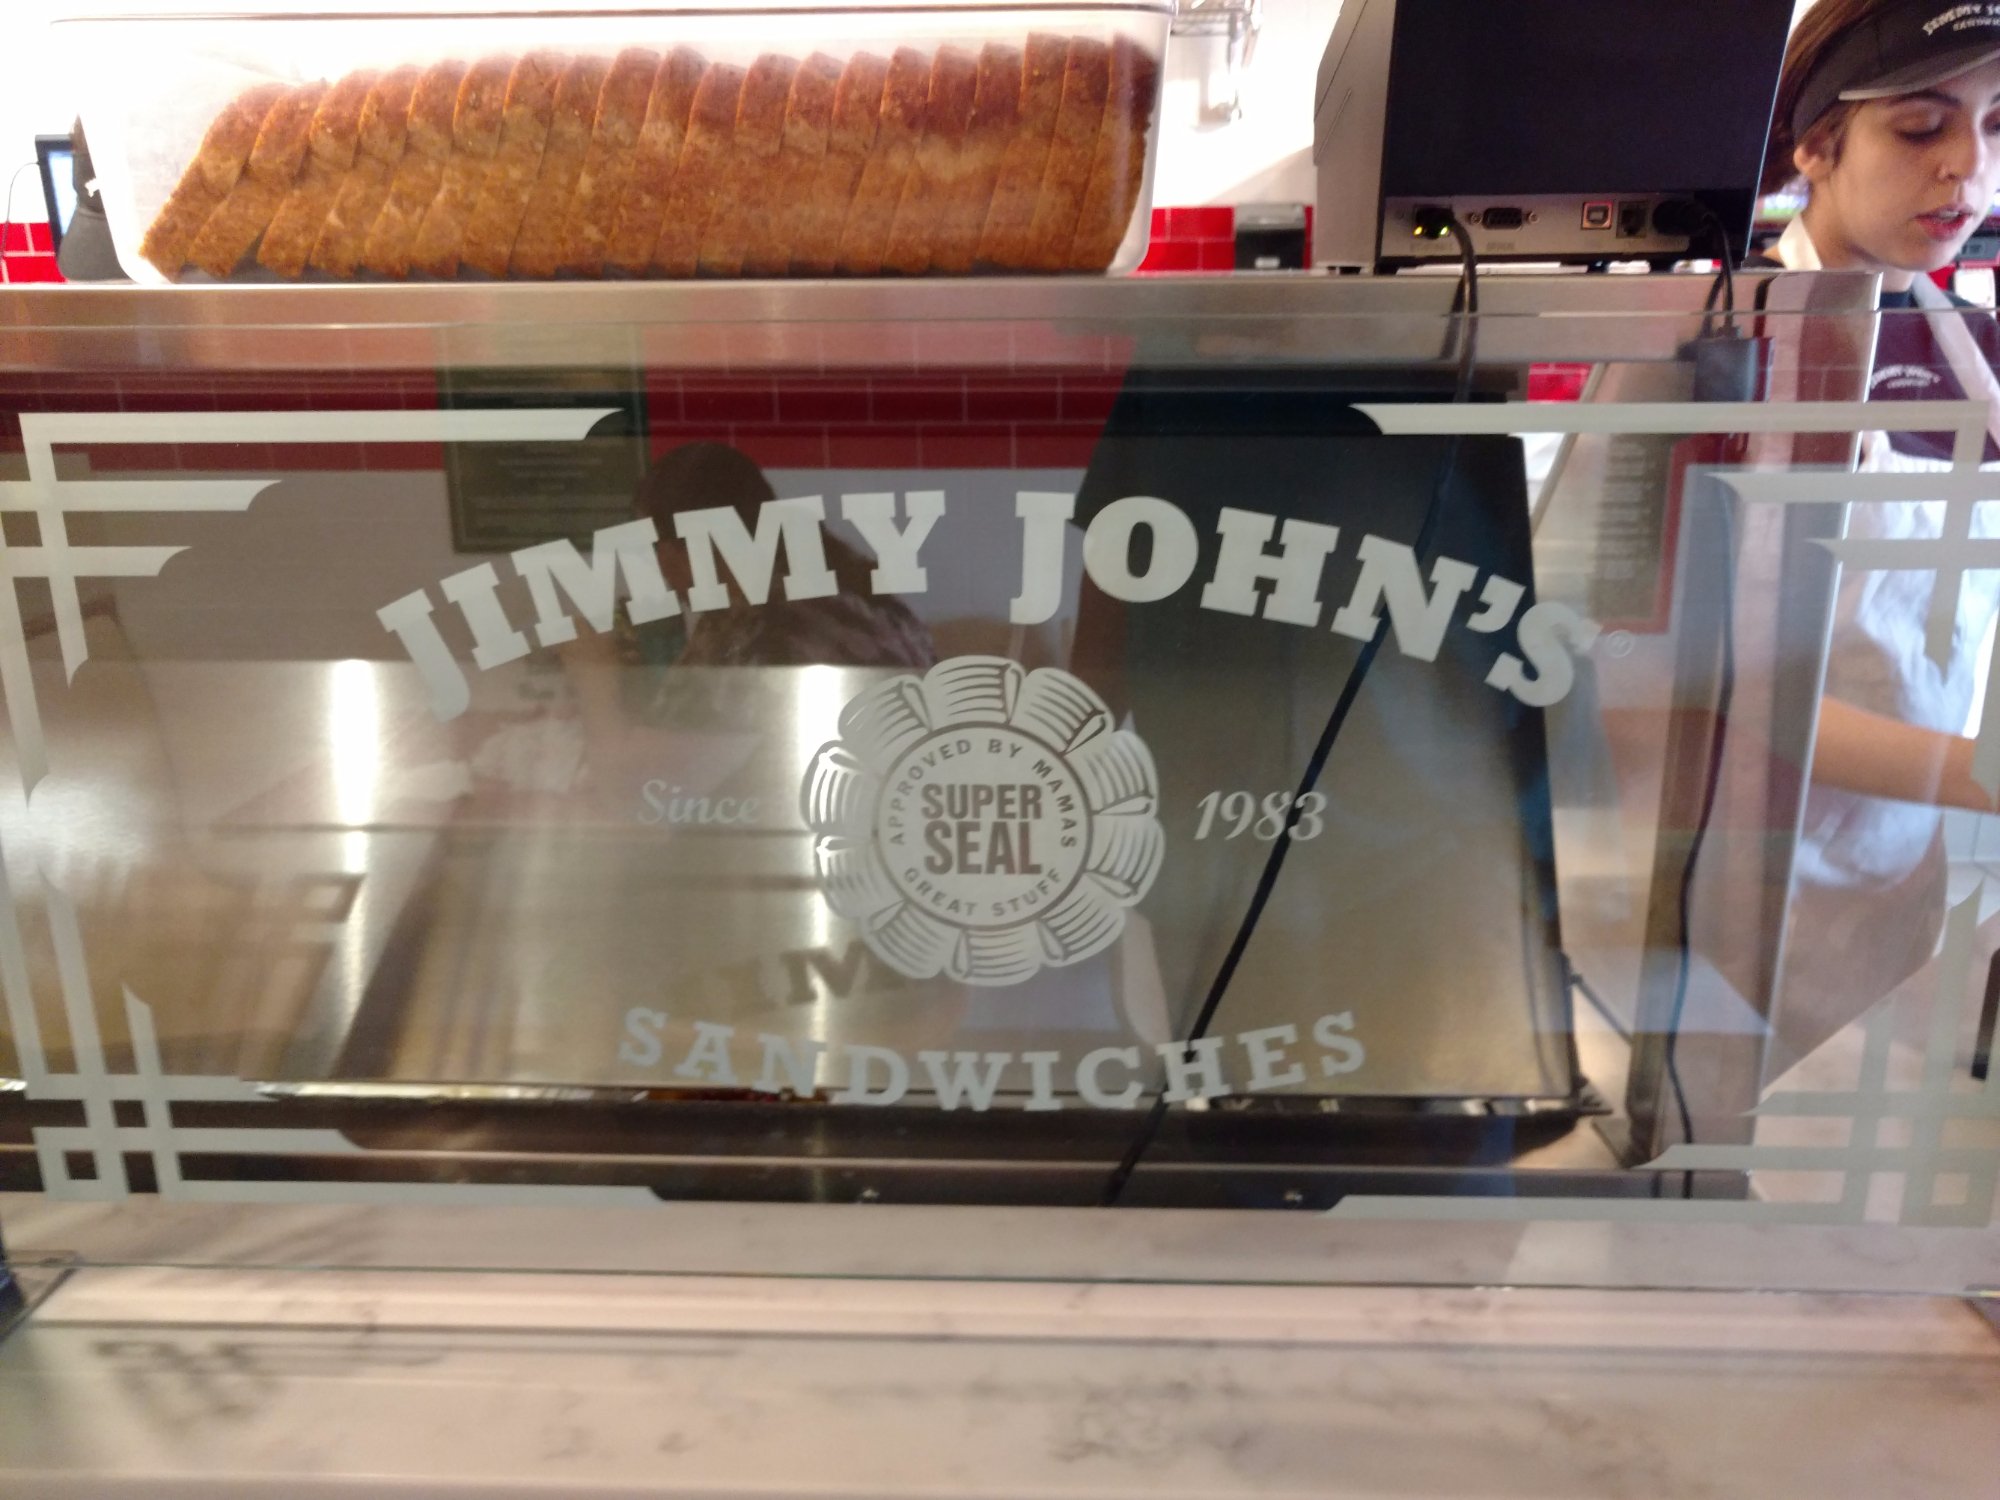 JIMMY JOHN'S®
Since 1983
APPROVED BY MAMAS
SUPER
SEAL
GREAT STUFF
SANDWICHES